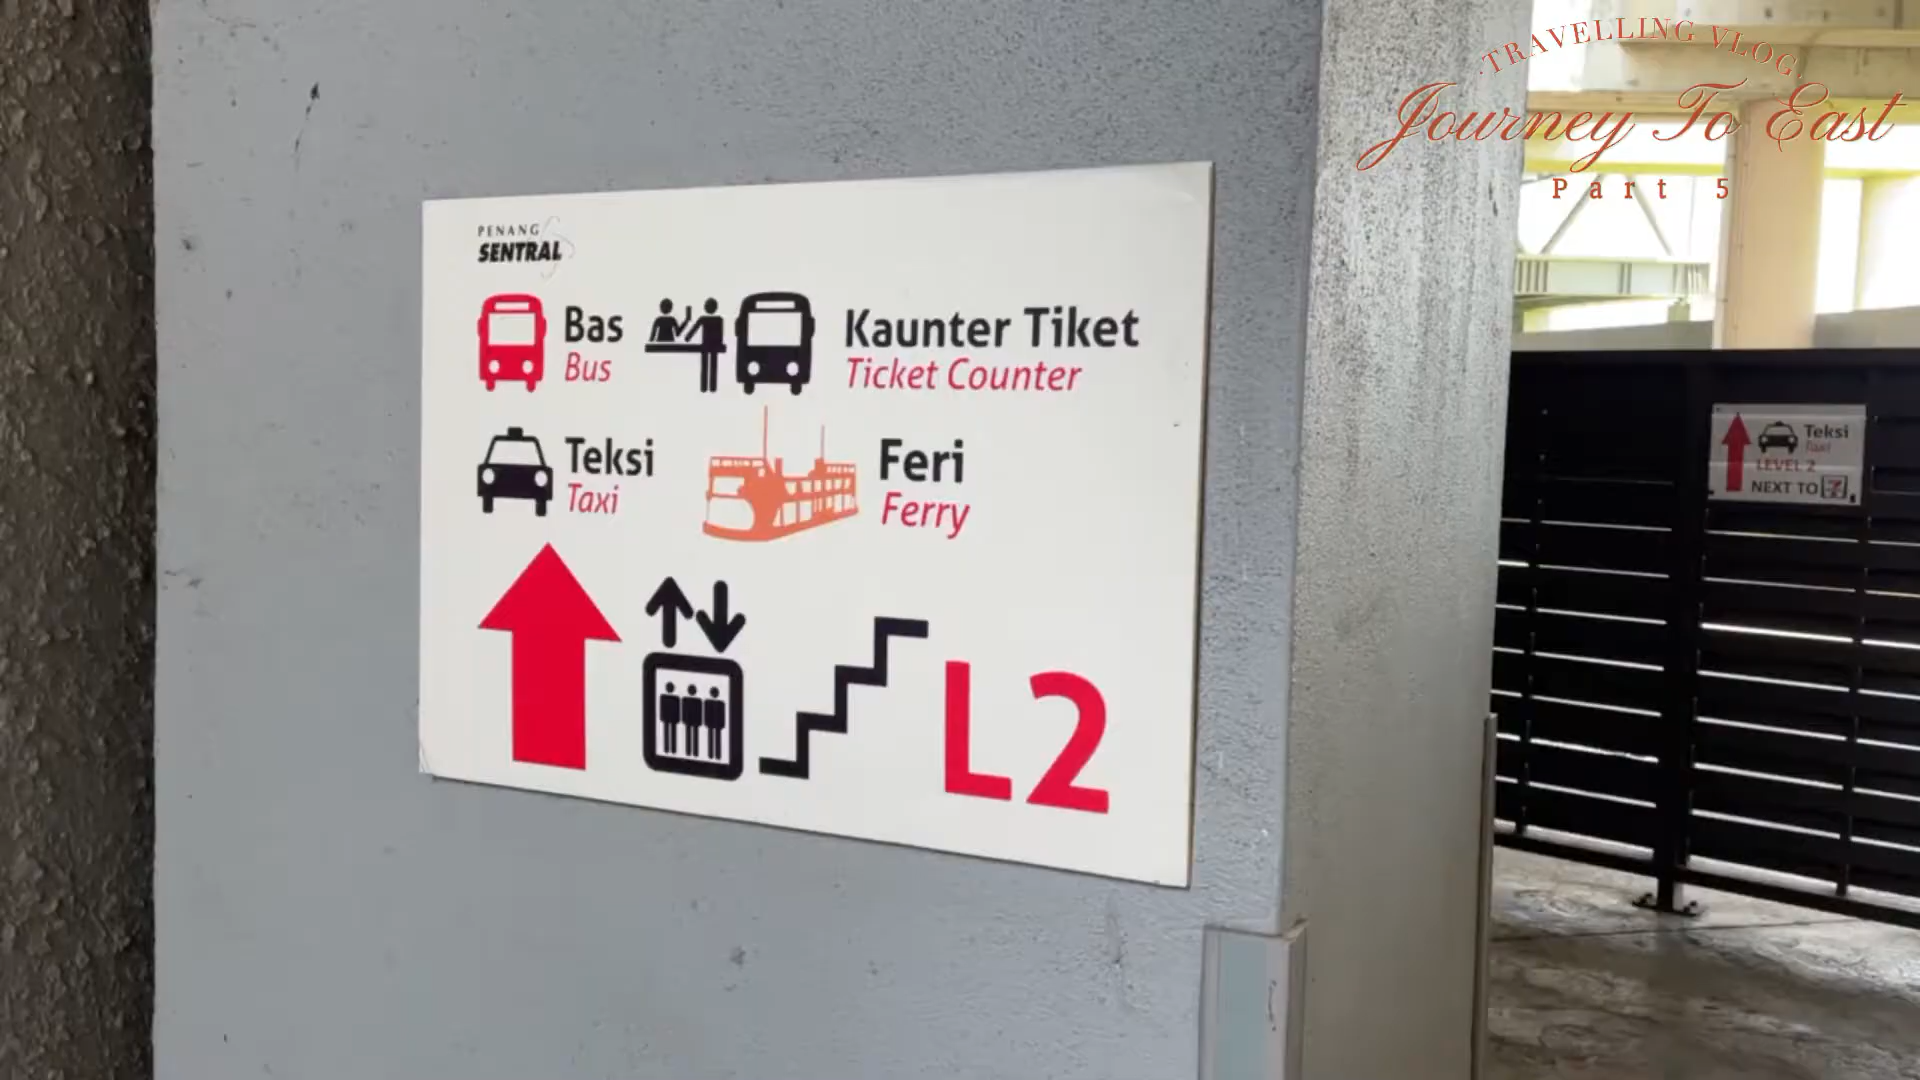 TRAVELLING VLOG
Journey To East
Part 5
PENANG
SENTRAL
Bas
Bus
Kaunter Tiket
Ticket Counter
Teksi
Taxi
Feri
Ferry
L2
Teksi
Taxi
LEVEL 2
NEXT TO 7